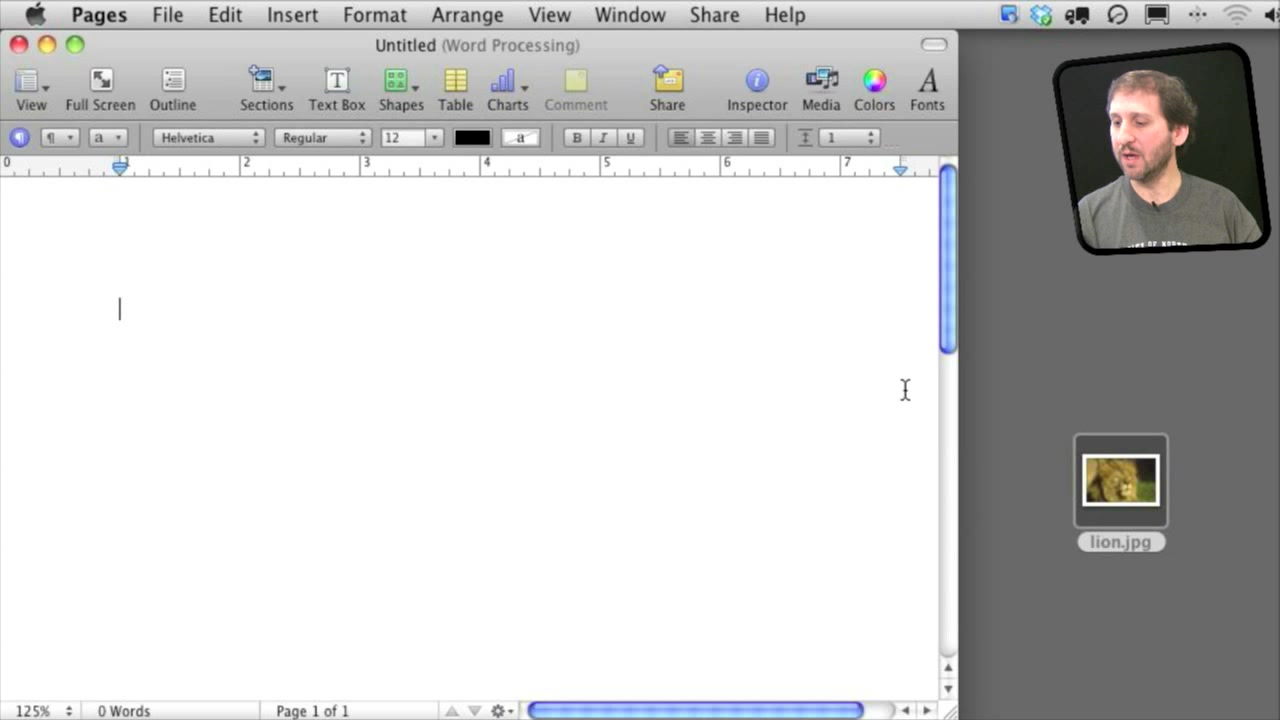 Pages File Edit Insert Format Arrange View Window Share Help
Untitled (Word Processing)
View Full Screen Outline Sections Text Box Shapes Table Charts Comment Share Inspector Media Colors Fonts
¶ a Helvetica Regular 12 a B I U 1
0 1 2 3 4 5 6 7
lion.jpg
125% 0 Words Page 1 of 1